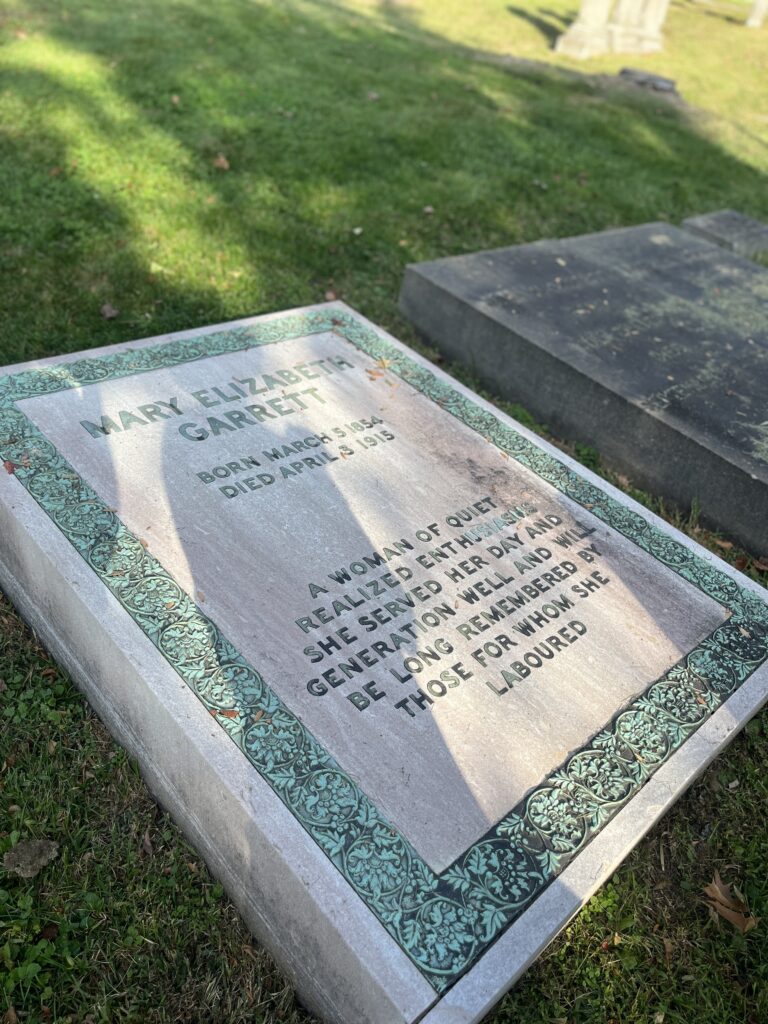 MARY ELIZABETH
GARRETT
BORN MARCH 5 1854
DIED APRIL 3 1915
A WOMAN OF QUIET
REALIZED ENTHUSIASMS
SHE SERVED HER DAY AND
GENERATION WELL AND WILL
BE LONG REMEMBERED BY
THOSE FOR WHOM SHE
LABOURED